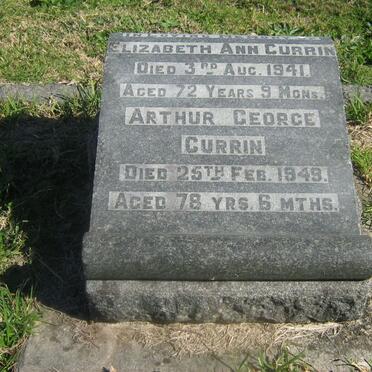 ELIZABETH ANN CURRIN
DIED 3RD AUG. 1941.
AGED 72 YEARS 9 MONS.
ARTHUR GEORGE
CURRIN
DIED 25TH FEB. 1949.
AGED 78 YRS. 6 MTHS.